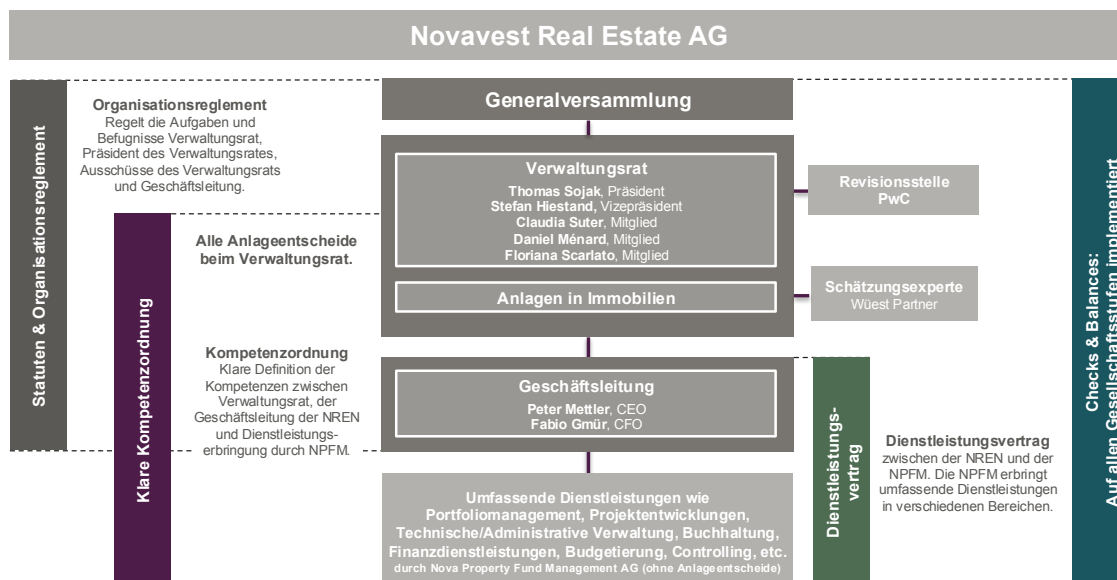 Novavest Real Estate AG
Statuten & Organisationsreglement
Organisationsreglement
Regelt die Aufgaben und
Befugnisse Verwaltungsrat,
Präsident des Verwaltungsrates,
Ausschüsse des Verwaltungsrats
und Geschäftsleitung.
Klare Kompetenzordnung
Alle Anlageentscheide
beim Verwaltungsrat.
Kompetenzordnung
Klare Definition der
Kompetenzen zwischen
Verwaltungsrat, der
Geschäftsleitung der NREN
und Dienstleistungs-
erbringung durch NPFM.
Generalversammlung
Verwaltungsrat
Thomas Sojak, Präsident
Stefan Hiestand, Vizepräsident
Claudia Suter, Mitglied
Daniel Ménard, Mitglied
Floriana Scarlato, Mitglied
Anlagen in Immobilien
Geschäftsleitung
Peter Mettler, CEO
Fabio Gmür, CFO
Umfassende Dienstleistungen wie
Portfoliomanagement, Projektentwicklungen,
Technische/Administrative Verwaltung, Buchhaltung,
Finanzdienstleistungen, Budgetierung, Controlling, etc.
durch Nova Property Fund Management AG (ohne Anlageentscheide)
Revisionsstelle
PwC
Schätzungsexperte
Wüest Partner
Dienstleistungs-
vertrag
Dienstleistungsvertrag
zwischen der NREN und der
NPFM. Die NPFM erbringt
umfassende Dienstleistungen
in verschiedenen Bereichen.
Checks & Balances:
Auf allen Gesellschaftsstufen implementiert